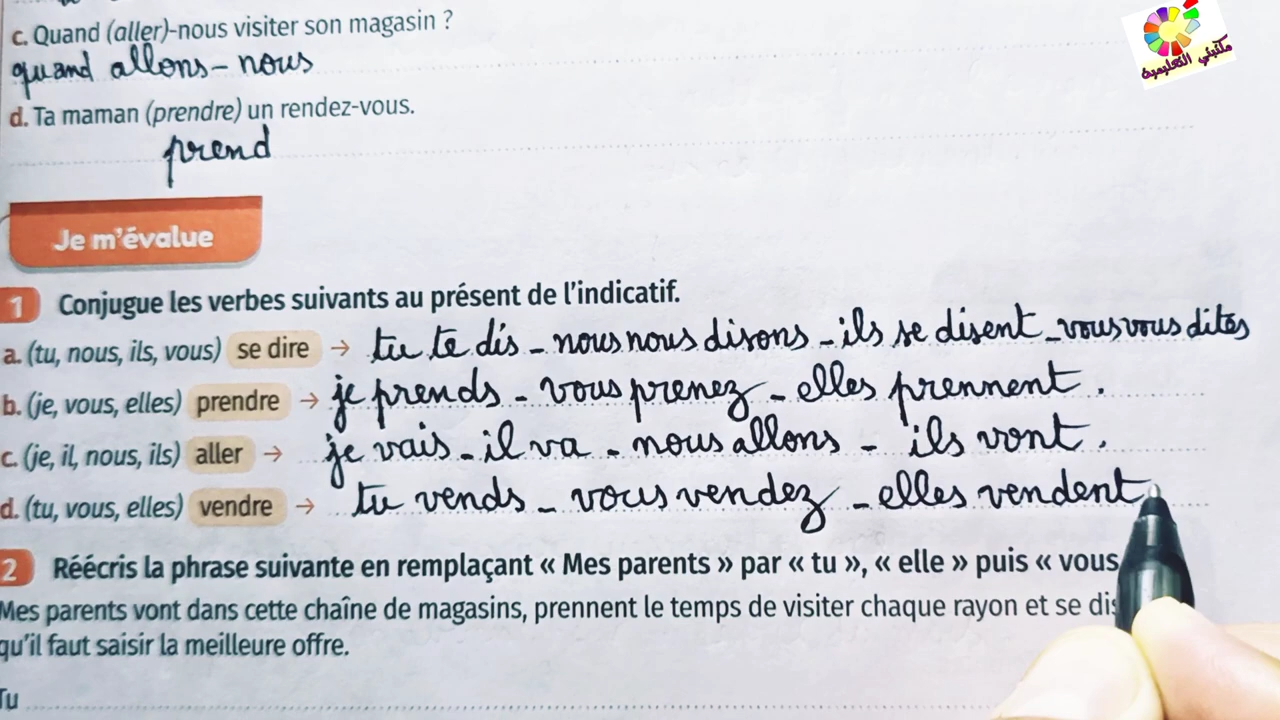 c. Quand (aller)-nous visiter son magasin ?
quand allons - nous
d. Ta maman (prendre) un rendez-vous.
prend
Je m'évalue
1 Conjugue les verbes suivants au présent de l'indicatif.
a. (tu, nous, ils, vous) se dire → tu te dis - nous nous disons - ils se disent - vous vous dites
b. (je, vous, elles) prendre → je prends - vous prenez - elles prennent .
c. (je, il, nous, ils) aller → je vais - il va - nous allons - ils vont .
d. (tu, vous, elles) vendre → tu vends - vous vendez - elles vendent
2 Réécris la phrase suivante en remplaçant « Mes parents » par « tu », « elle » puis « vous
Mes parents vont dans cette chaîne de magasins, prennent le temps de visiter chaque rayon et se dis
qu'il faut saisir la meilleure offre.
Tu
مكتبتي التعليمية